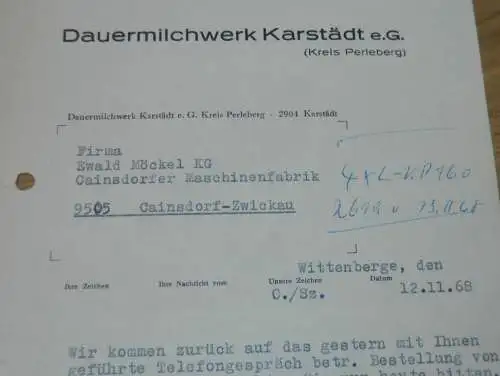 Dauermilchwerk Karstädt e.G.
(Kreis Perleberg)
Dauermilchwerk Karstädt e. G. Kreis Perleberg - 2904 Karstädt
Firma
Ewald Möckel KG
Cainsdorfer Maschinenfabrik
9505 Cainsdorf-Zwickau
Wittenberge, den
Ihre Zeichen Ihre Nachricht vom Unsere Zeichen Datum
O./Sz. 12.11.68
Wir kommen zurück auf das gestern mit Ihnen
geführte Telefongespräch betr. Bestellung von
heute bitten